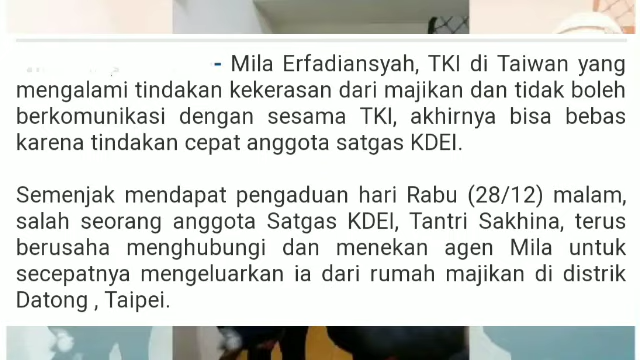 - Mila Erfadiansyah, TKI di Taiwan yang
mengalami tindakan kekerasan dari majikan dan tidak boleh
berkomunikasi dengan sesama TKI, akhirnya bisa bebas
karena tindakan cepat anggota satgas KDEI.
Semenjak mendapat pengaduan hari Rabu (28/12) malam,
salah seorang anggota Satgas KDEI, Tantri Sakhina, terus
berusaha menghubungi dan menekan agen Mila untuk
secepatnya mengeluarkan ia dari rumah majikan di distrik
Datong , Taipei.